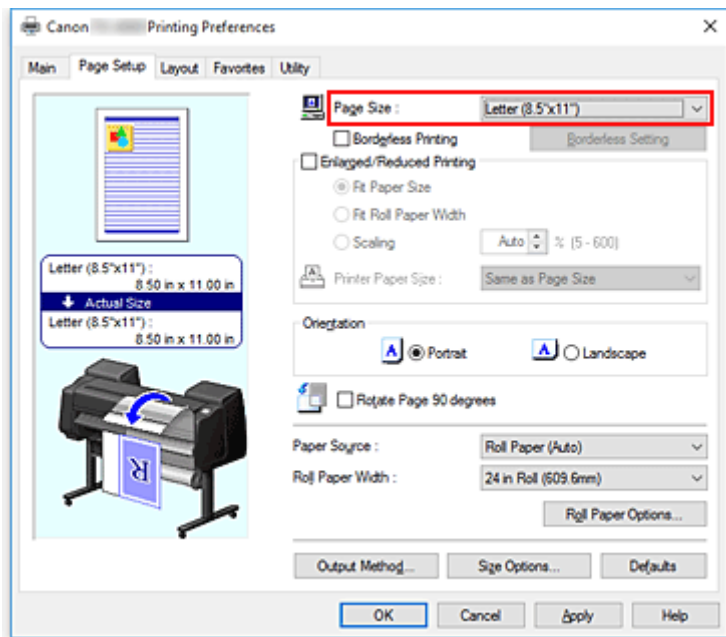 Canon Printing Preferences
Main Page Setup Layout Favorites Utility
Page Size : Letter (8.5"x11")
Borderless Printing Borderless Setting
Enlarged/Reduced Printing
Fit Paper Size
Fit Roll Paper Width
Scaling Auto % (5 - 600)
Printer Paper Size : Same as Page Size
Letter (8.5"x11") :
8.50 in x 11.00 in
Actual Size
Letter (8.5"x11") :
8.50 in x 11.00 in
Orientation
A Portrait A Landscape
Rotate Page 90 degrees
R
Paper Source : Roll Paper (Auto)
Roll Paper Width : 24 in Roll (609.6mm)
Roll Paper Options...
Output Method... Size Options... Defaults
OK Cancel Apply Help